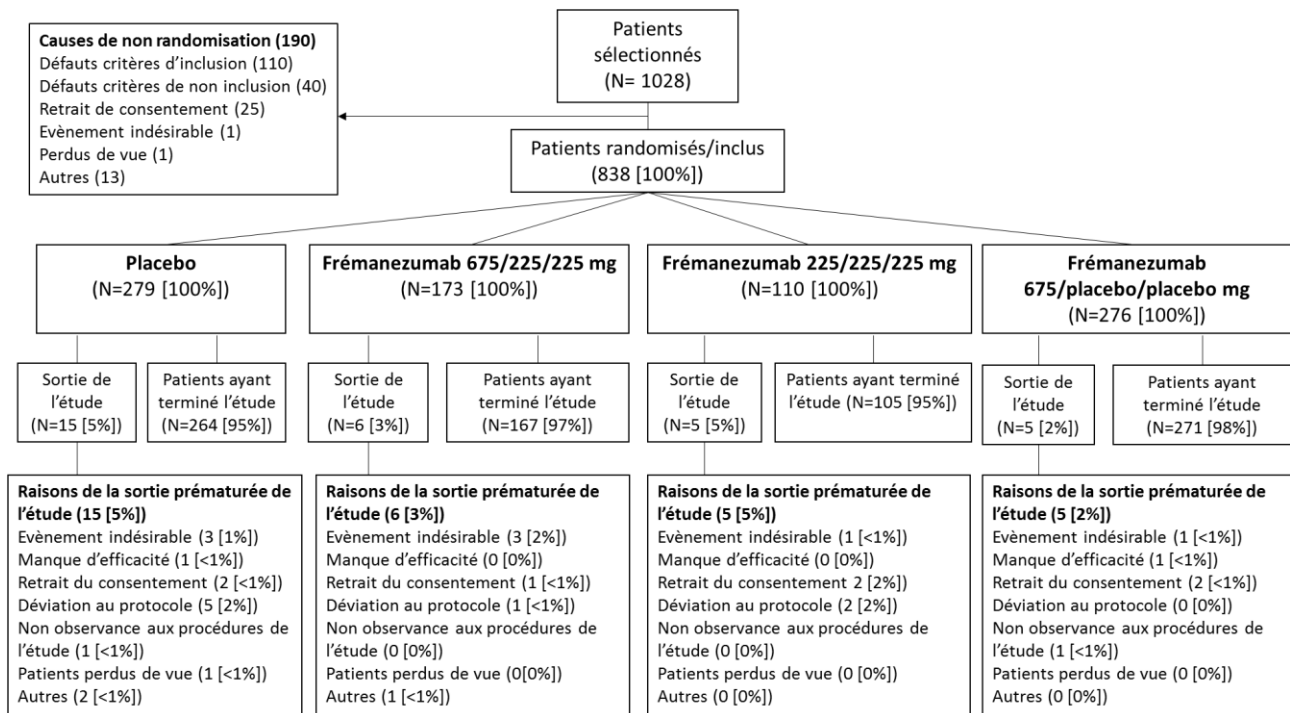 Causes de non randomisation (190)
Défauts critères d'inclusion (110)
Défauts critères de non inclusion (40)
Retrait de consentement (25)
Evènement indésirable (1)
Perdus de vue (1)
Autres (13)
Patients
sélectionnés
(N= 1028)
Patients randomisés/inclus
(838 [100%])
Placebo
(N=279 [100%])
Frémanezumab 675/225/225 mg
(N=173 [100%])
Frémanezumab 225/225/225 mg
(N=110 [100%])
Frémanezumab
675/placebo/placebo mg
(N=276 [100%])
Sortie de
l'étude
(N=15 [5%])
Patients ayant
terminé l'étude
(N=264 [95%])
Sortie de
l'étude
(N=6 [3%])
Patients ayant
terminé l'étude
(N=167 [97%])
Sortie de
l'étude
(N=5 [5%])
Patients ayant terminé
l'étude (N=105 [95%])
Sortie de
l'étude
(N=5 [2%])
Patients ayant
terminé l'étude
(N=271 [98%])
Raisons de la sortie prématurée de
l'étude (15 [5%])
Evènement indésirable (3 [1%])
Manque d'efficacité (1 [<1%])
Retrait du consentement (2 [<1%])
Déviation au protocole (5 [2%])
Non observance aux procédures de
l'étude (1 [<1%])
Patients perdus de vue (1 [<1%])
Autres (2 [<1%])
Raisons de la sortie prématurée de
l'étude (6 [3%])
Evènement indésirable (3 [2%])
Manque d'efficacité (0 [0%])
Retrait du consentement (1 [<1%])
Déviation au protocole (1 [<1%])
Non observance aux procédures de
l'étude (0 [0%])
Patients perdus de vue (0[0%])
Autres (1 [<1%])
Raisons de la sortie prématurée de
l'étude (5 [5%])
Evènement indésirable (1 [<1%])
Manque d'efficacité (0 [0%])
Retrait du consentement 2 [2%])
Déviation au protocole (2 [2%])
Non observance aux procédures de
l'étude (0 [0%])
Patients perdus de vue (0 [0%])
Autres (0 [0%])
Raisons de la sortie prématurée de
l'étude (5 [2%])
Evènement indésirable (1 [<1%])
Manque d'efficacité (1 [<1%])
Retrait du consentement (2 [<1%])
Déviation au protocole (0 [0%])
Non observance aux procédures de
l'étude (1 [<1%])
Patients perdus de vue (0 [0%])
Autres (0 [0%])